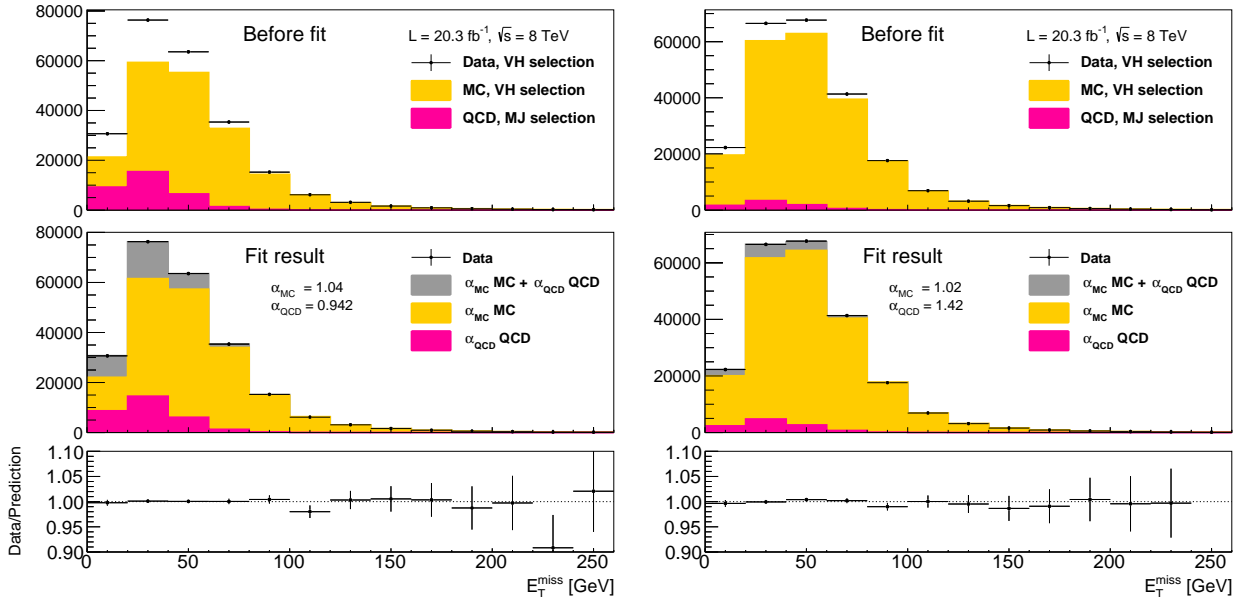 80000
60000
40000
20000
0
Before fit
L = 20.3 fb⁻¹, √s = 8 TeV
Data, VH selection
MC, VH selection
QCD, MJ selection
80000
60000
40000
20000
0
Fit result
α_MC = 1.04
α_QCD = 0.942
Data
α_MC MC + α_QCD QCD
α_MC MC
α_QCD QCD
Data/Prediction
1.10
1.05
1.00
0.95
0.90
0 50 100 150 200 250
E_T^miss [GeV]
60000
40000
20000
0
Before fit
L = 20.3 fb⁻¹, √s = 8 TeV
Data, VH selection
MC, VH selection
QCD, MJ selection
60000
40000
20000
0
Fit result
α_MC = 1.02
α_QCD = 1.42
Data
α_MC MC + α_QCD QCD
α_MC MC
α_QCD QCD
1.10
1.05
1.00
0.95
0.90
0 50 100 150 200 250
E_T^miss [GeV]